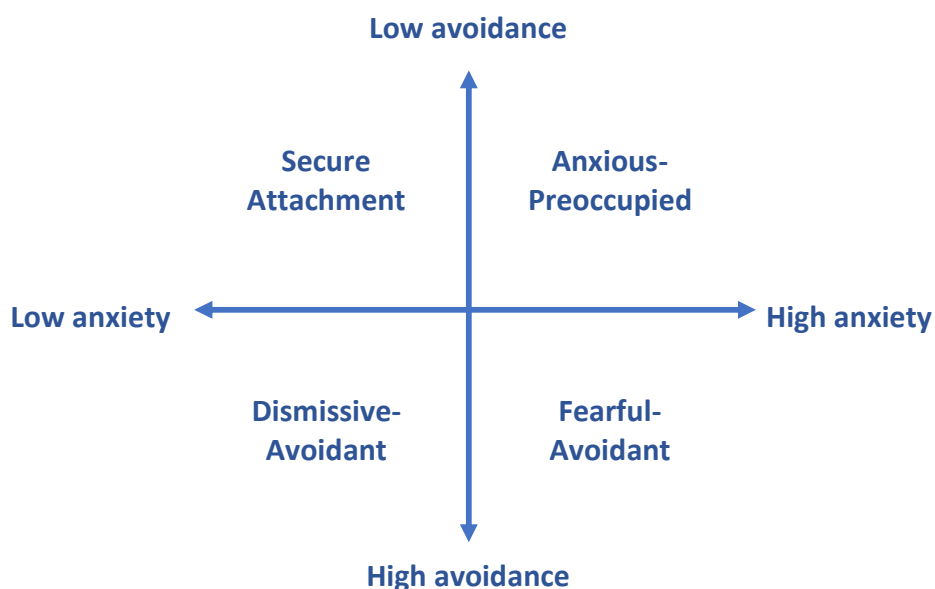 Low avoidance
Secure
Attachment
Anxious-
Preoccupied
Low anxiety
High anxiety
Dismissive-
Avoidant
Fearful-
Avoidant
High avoidance